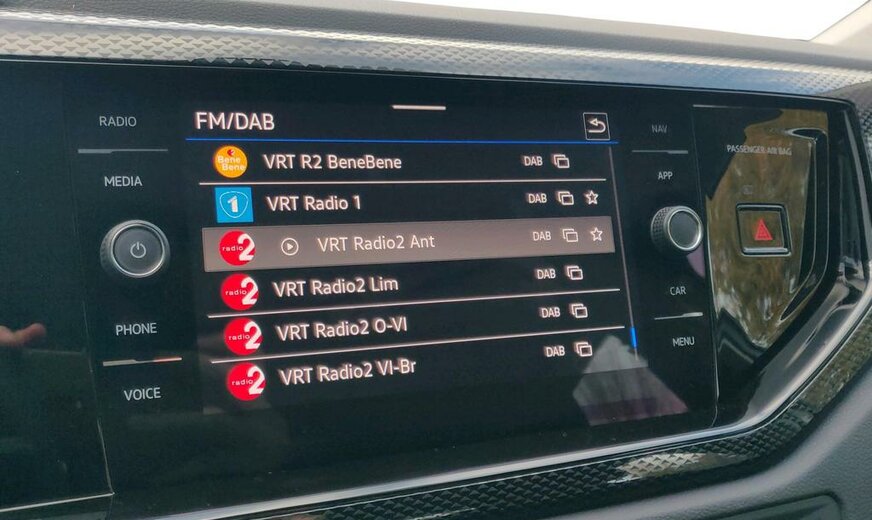 RADIO
MEDIA
PHONE
VOICE
FM/DAB
Bene Bene VRT R2 BeneBene DAB
1 VRT Radio 1 DAB
radio 2 VRT Radio2 Ant DAB
radio 2 VRT Radio2 Lim DAB
radio 2 VRT Radio2 O-Vl DAB
radio 2 VRT Radio2 Vl-Br DAB
NAV
APP
CAR
MENU
PASSENGER AIR BAG